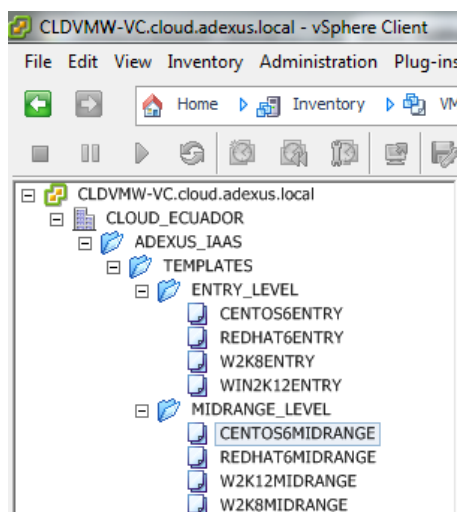 CLDVMW-VC.cloud.adexus.local - vSphere Client
File Edit View Inventory Administration Plug-ins
Home Inventory VM
CLDVMW-VC.cloud.adexus.local
CLOUD_ECUADOR
ADEXUS_IAAS
TEMPLATES
ENTRY_LEVEL
CENTOS6ENTRY
REDHAT6ENTRY
W2K8ENTRY
WIN2K12ENTRY
MIDRANGE_LEVEL
CENTOS6MIDRANGE
REDHAT6MIDRANGE
W2K12MIDRANGE
W2K8MIDRANGE